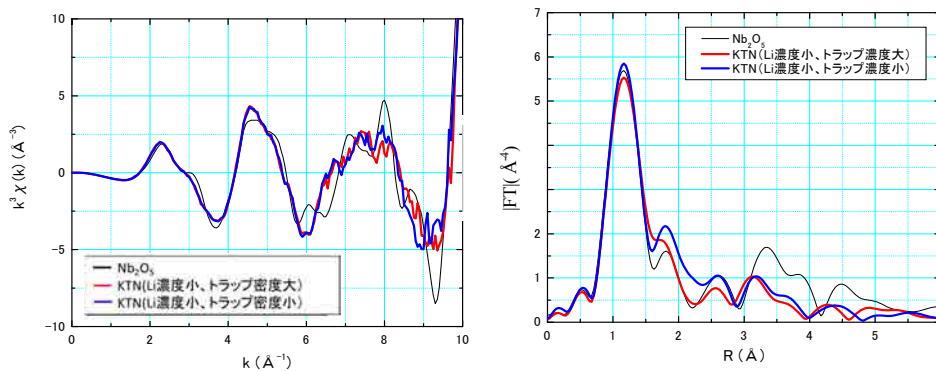 k³ χ (k) (Å⁻³)
10
5
0
-5
-10
0
2
4
6
8
10
k (Å⁻¹)
Nb₂O₅
KTN(Li濃度小、トラップ密度大)
KTN(Li濃度小、トラップ密度小)
|FT|( Å⁻⁴)
7
6
5
2
1
0
0
1
2
3
4
5
R (Å)
Nb₂O₅
KTN(Li濃度小、トラップ濃度大)
KTN(Li濃度小、トラップ濃度小)